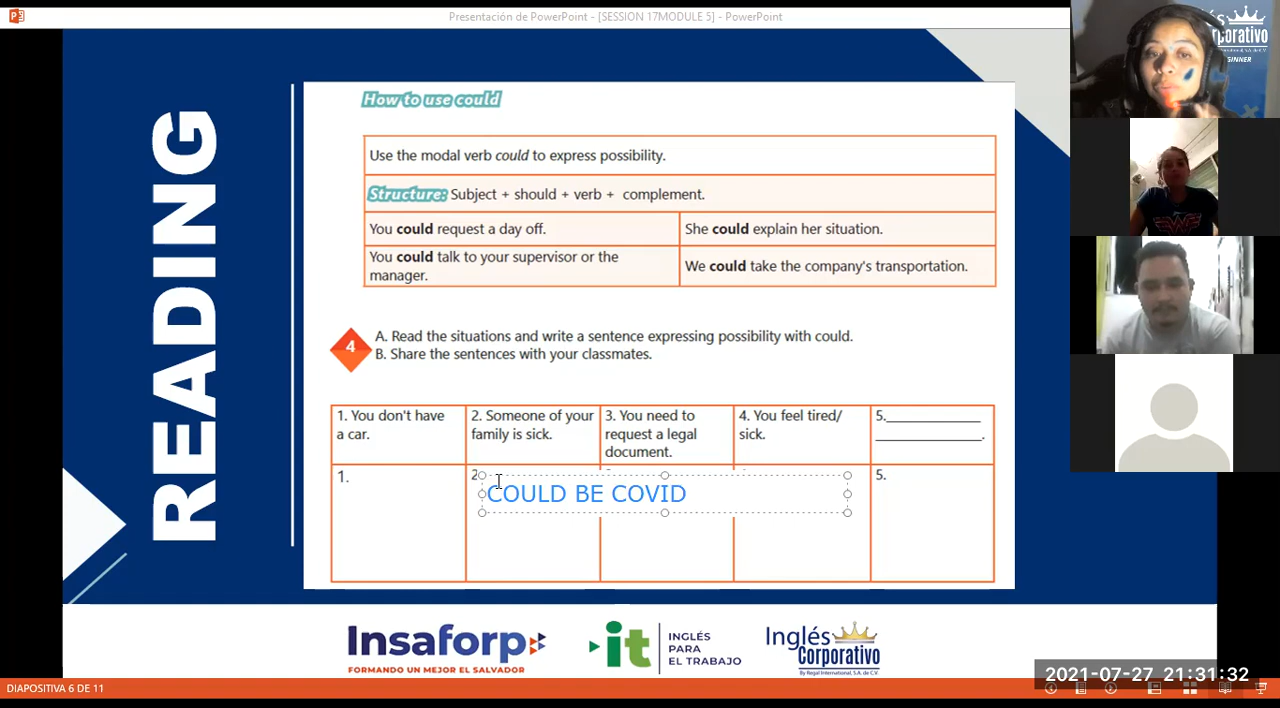 Presentación de PowerPoint - [SESSION 17MODULE 5] - PowerPoint
READING
How to use could
Use the modal verb could to express possibility.
Structure: Subject + should + verb + complement.
You could request a day off.
She could explain her situation.
You could talk to your supervisor or the
manager.
We could take the company's transportation.
4
A. Read the situations and write a sentence expressing possibility with could.
B. Share the sentences with your classmates.
1. You don't have
a car.
2. Someone of your
family is sick.
3. You need to
request a legal
document.
4. You feel tired/
sick.
5.____________
____________.
1.
2
COULD BE COVID
5.
Insaforp
FORMANDO UN MEJOR EL SALVADOR
it
INGLÉS
PARA
EL TRABAJO
Inglés
Corporativo
By Regal International, S.A. de C.V.
2021-07-27 21:31:32
DIAPOSITIVA 6 DE 11